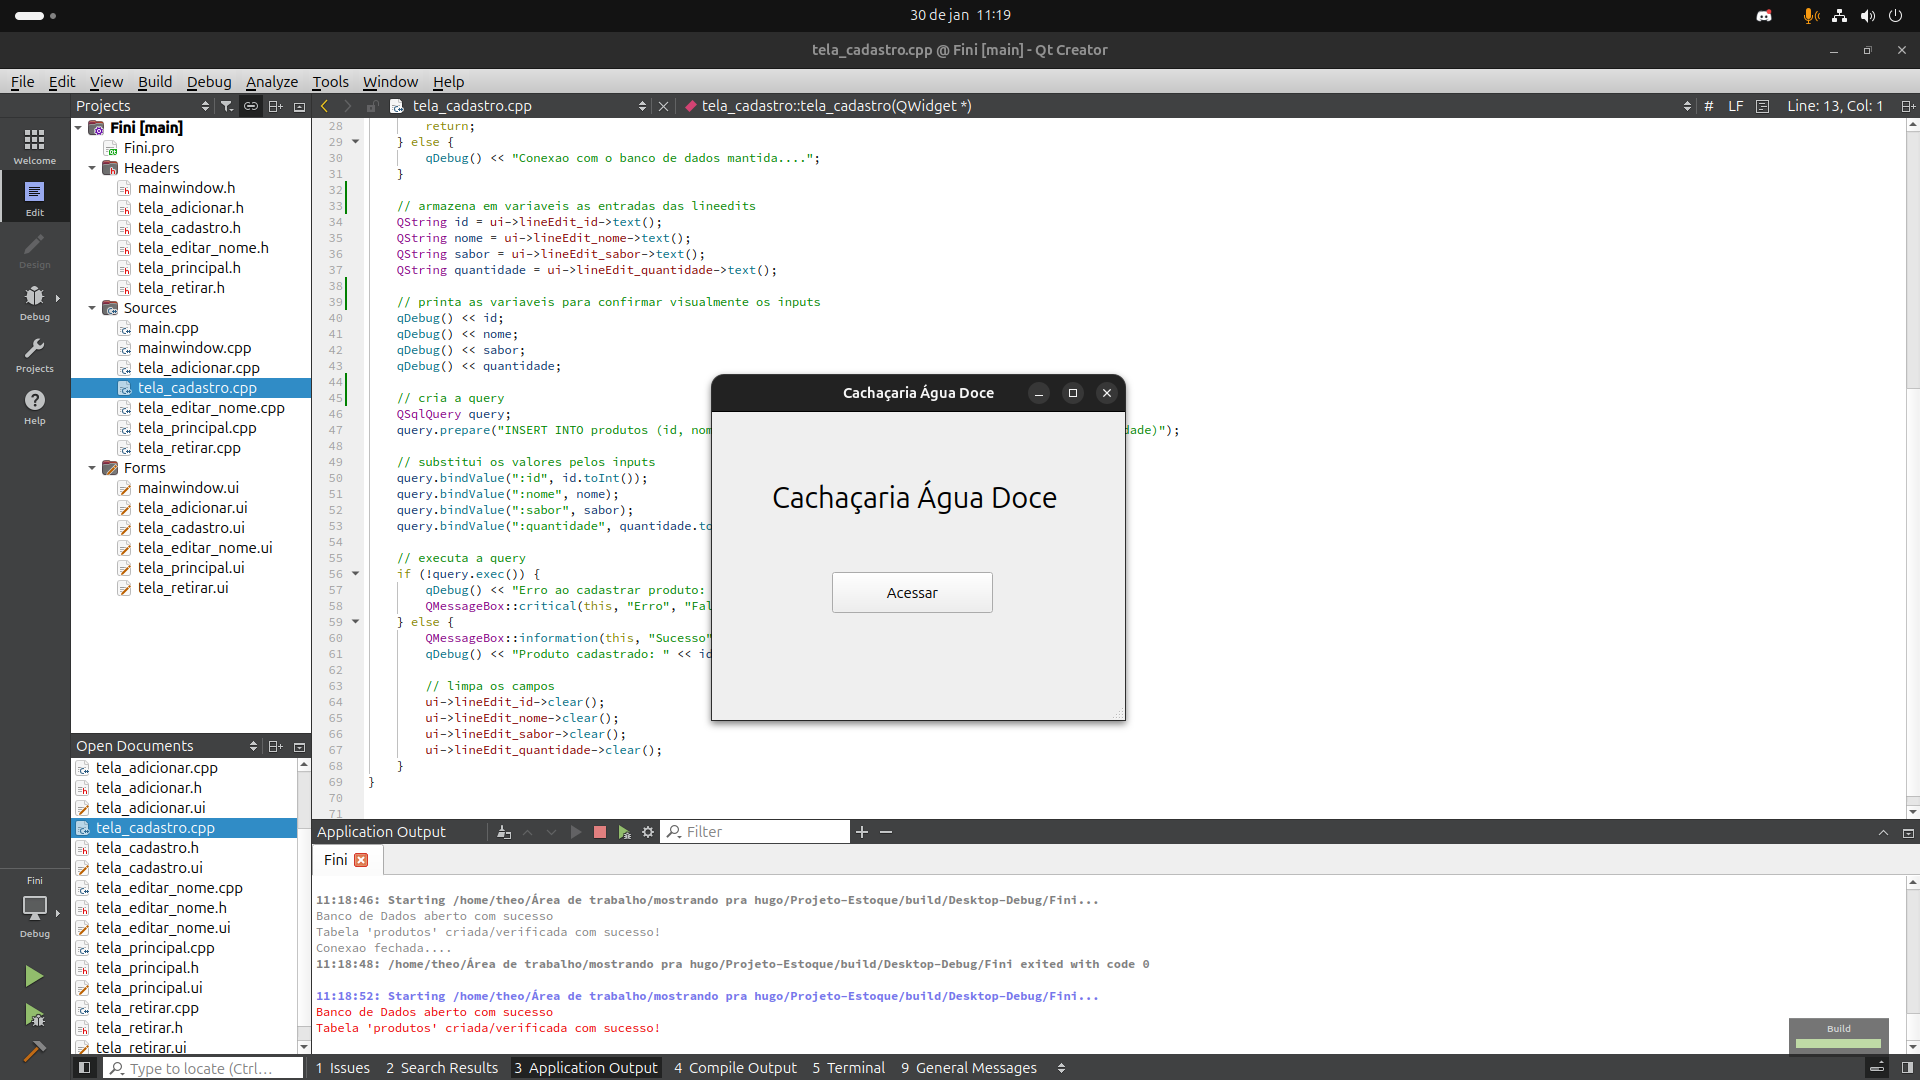 30 de jan 11:19
tela_cadastro.cpp @ Fini [main] - Qt Creator
File Edit View Build Debug Analyze Tools Window Help
Projects
tela_cadastro.cpp
tela_cadastro::tela_cadastro(QWidget *)
# LF Line: 13, Col: 1
Welcome
Edit
Design
Debug
Projects
Help
Fini
Debug
Fini [main]
Fini.pro
Headers
mainwindow.h
tela_adicionar.h
tela_cadastro.h
tela_editar_nome.h
tela_principal.h
tela_retirar.h
Sources
main.cpp
mainwindow.cpp
tela_adicionar.cpp
tela_cadastro.cpp
tela_editar_nome.cpp
tela_principal.cpp
tela_retirar.cpp
Forms
mainwindow.ui
tela_adicionar.ui
tela_cadastro.ui
tela_editar_nome.ui
tela_principal.ui
tela_retirar.ui
Open Documents
tela_adicionar.cpp
tela_adicionar.h
tela_adicionar.ui
tela_cadastro.cpp
tela_cadastro.h
tela_cadastro.ui
tela_editar_nome.cpp
tela_editar_nome.h
tela_editar_nome.ui
tela_principal.cpp
tela_principal.h
tela_principal.ui
tela_retirar.cpp
tela_retirar.h
tela_retirar.ui
28 return;
29 } else {
30 qDebug() << "Conexao com o banco de dados mantida....";
31 }
32
33 // armazena em variaveis as entradas das lineedits
34 QString id = ui->lineEdit_id->text();
35 QString nome = ui->lineEdit_nome->text();
36 QString sabor = ui->lineEdit_sabor->text();
37 QString quantidade = ui->lineEdit_quantidade->text();
38
39 // printa as variaveis para confirmar visualmente os inputs
40 qDebug() << id;
41 qDebug() << nome;
42 qDebug() << sabor;
43 qDebug() << quantidade;
44
45 // cria a query
46 QSqlQuery query;
47 query.prepare("INSERT INTO produtos (id, nom dade)");
48
49 // substitui os valores pelos inputs
50 query.bindValue(":id", id.toInt());
51 query.bindValue(":nome", nome);
52 query.bindValue(":sabor", sabor);
53 query.bindValue(":quantidade", quantidade.to
54
55 // executa a query
56 if (!query.exec()) {
57 qDebug() << "Erro ao cadastrar produto:
58 QMessageBox::critical(this, "Erro", "Fal
59 } else {
60 QMessageBox::information(this, "Sucesso"
61 qDebug() << "Produto cadastrado: " << id
62
63 // limpa os campos
64 ui->lineEdit_id->clear();
65 ui->lineEdit_nome->clear();
66 ui->lineEdit_sabor->clear();
67 ui->lineEdit_quantidade->clear();
68 }
69 }
70
71
Cachaçaria Água Doce
Cachaçaria Água Doce
Acessar
Application Output
Filter
Fini
11:18:46: Starting /home/theo/Área de trabalho/mostrando pra hugo/Projeto-Estoque/build/Desktop-Debug/Fini...
Banco de Dados aberto com sucesso
Tabela 'produtos' criada/verificada com sucesso!
Conexao fechada....
11:18:48: /home/theo/Área de trabalho/mostrando pra hugo/Projeto-Estoque/build/Desktop-Debug/Fini exited with code 0
11:18:52: Starting /home/theo/Área de trabalho/mostrando pra hugo/Projeto-Estoque/build/Desktop-Debug/Fini...
Banco de Dados aberto com sucesso
Tabela 'produtos' criada/verificada com sucesso!
Build
Type to locate (Ctrl...
1 Issues 2 Search Results 3 Application Output 4 Compile Output 5 Terminal 9 General Messages